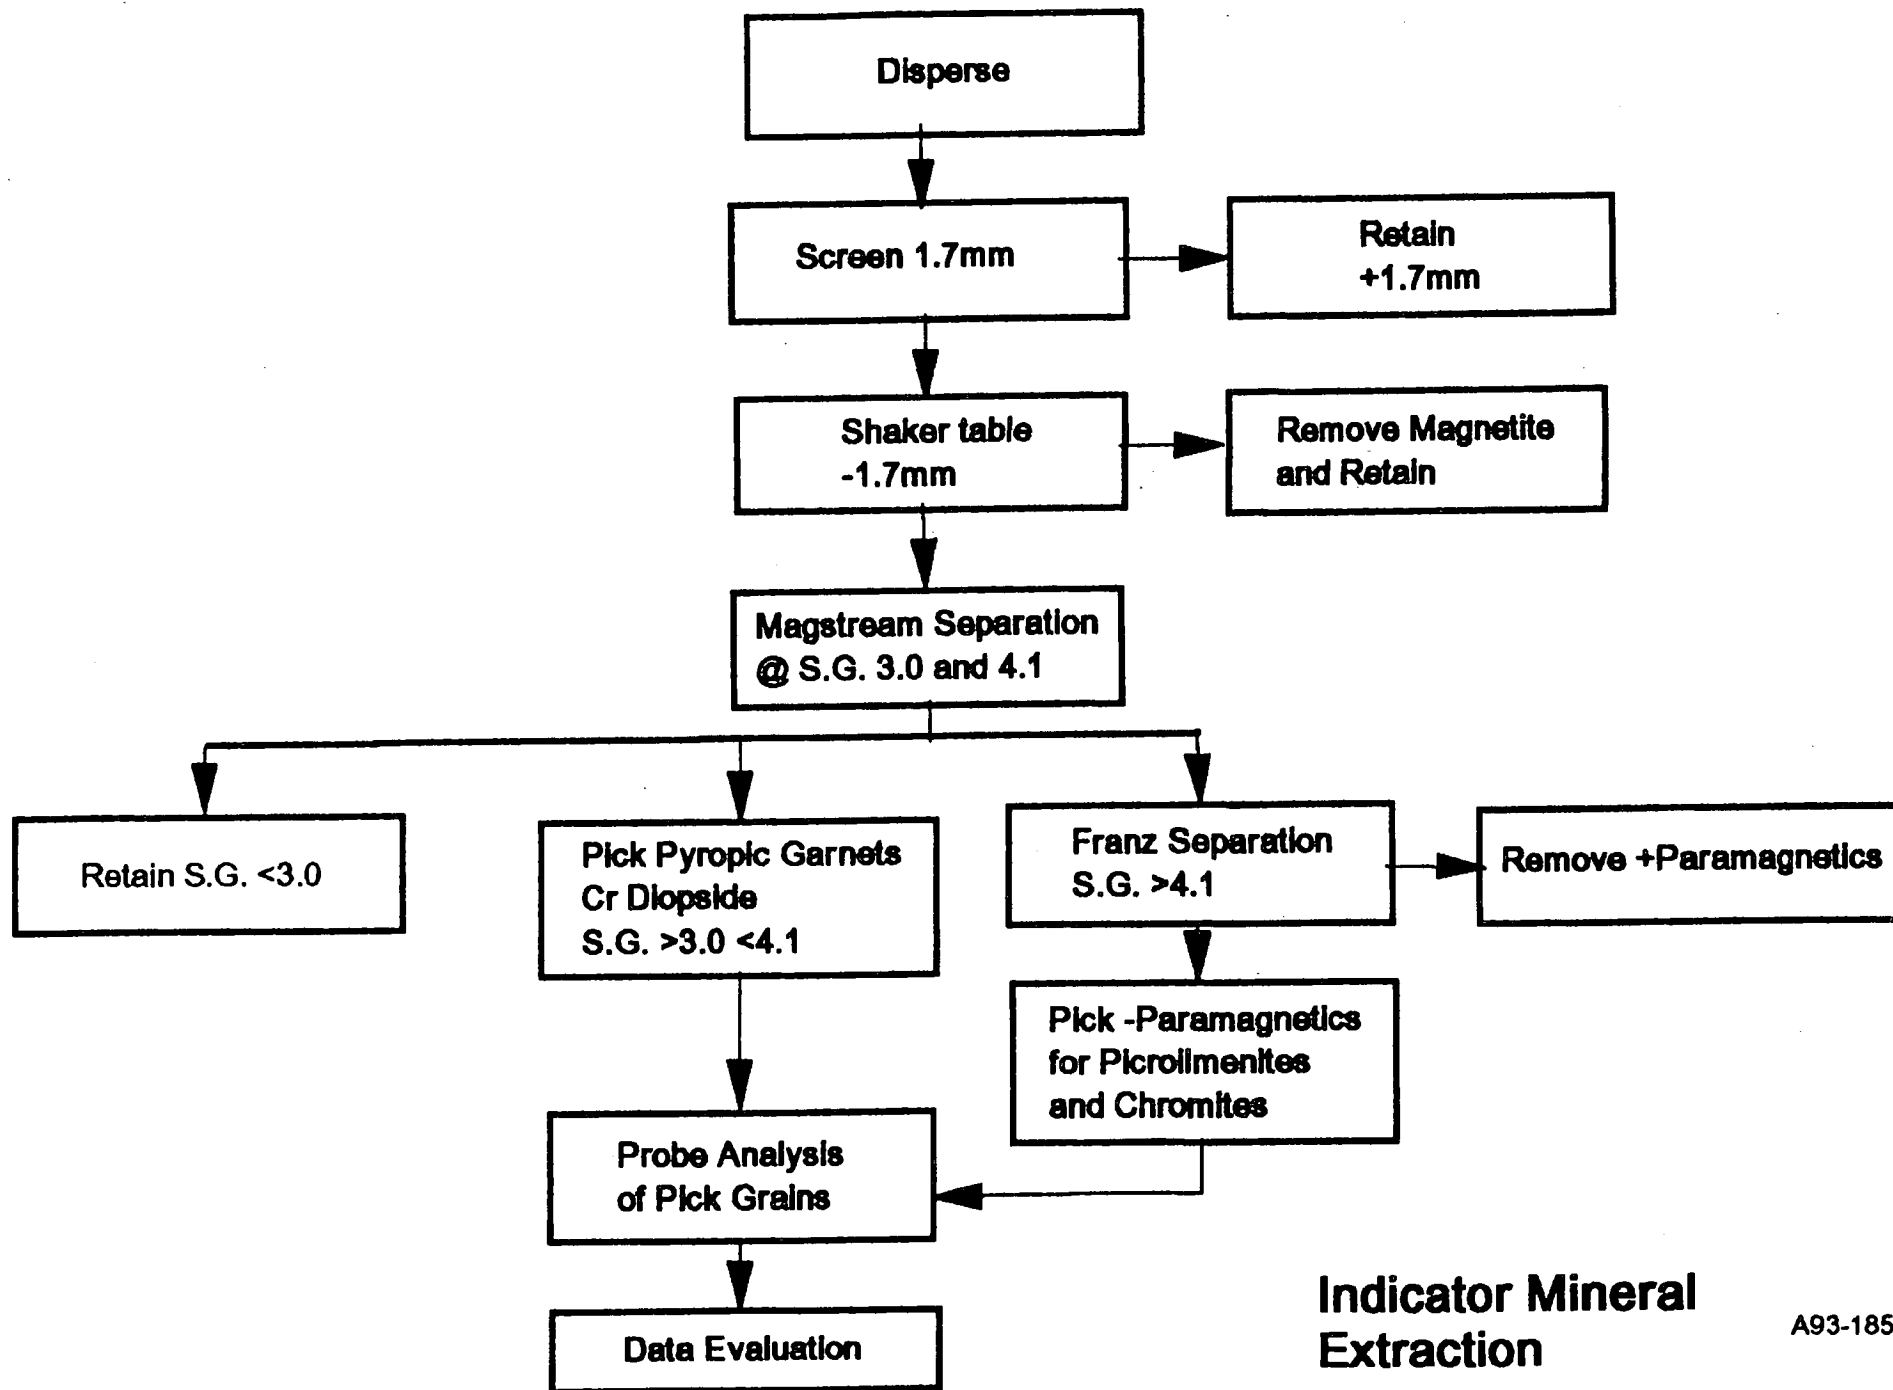 Disperse
Screen 1.7mm
Retain
+1.7mm
Shaker table
-1.7mm
Remove Magnetite
and Retain
Magstream Separation
@ S.G. 3.0 and 4.1
Retain S.G. <3.0
Pick Pyropic Garnets
Cr Diopside
S.G. >3.0 <4.1
Franz Separation
S.G. >4.1
Remove +Paramagnetics
Pick -Paramagnetics
for Picroilmenites
and Chromites
Probe Analysis
of Pick Grains
Data Evaluation
Indicator Mineral
Extraction
A93-185